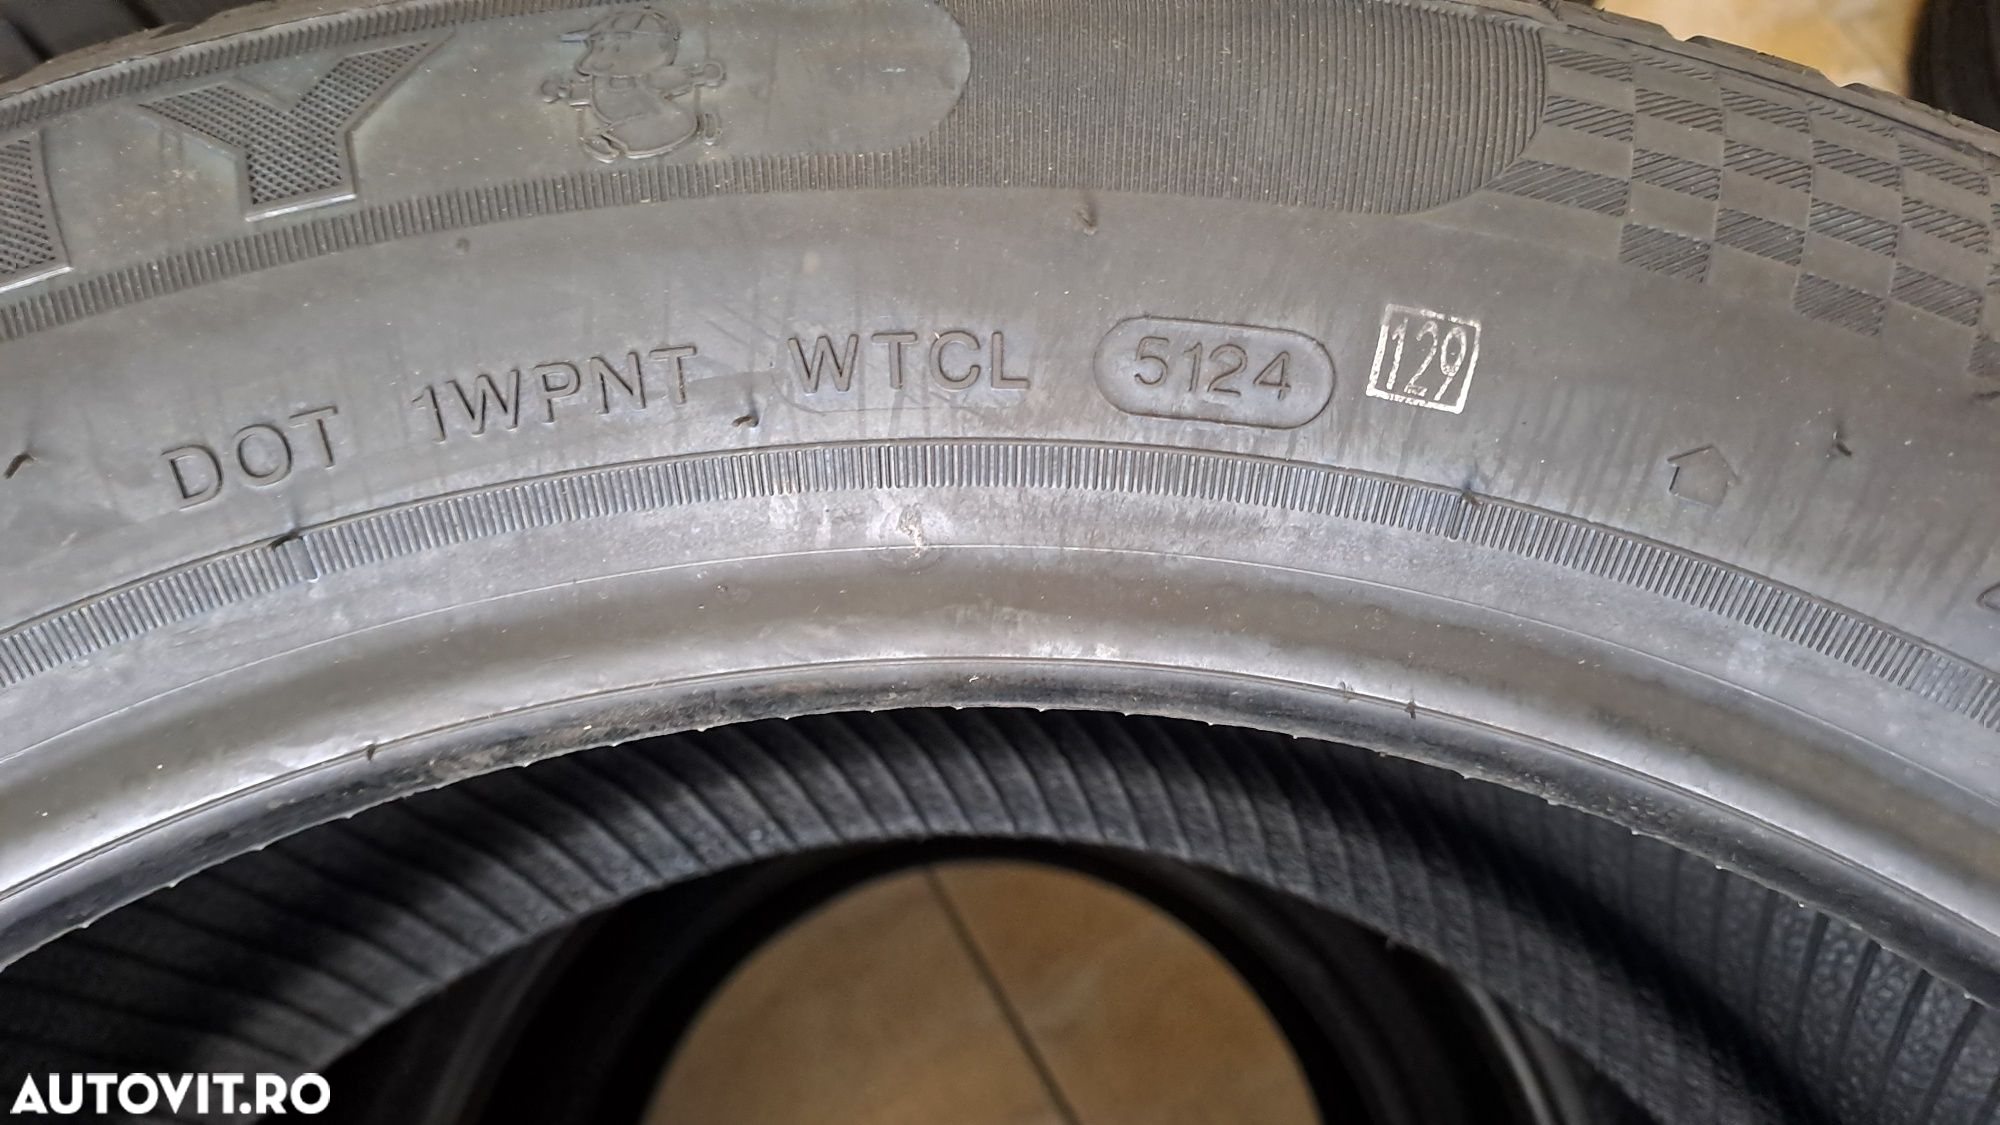 Y
DOT 1WPNT WTCL 5124 129
AUTOVIT.RO